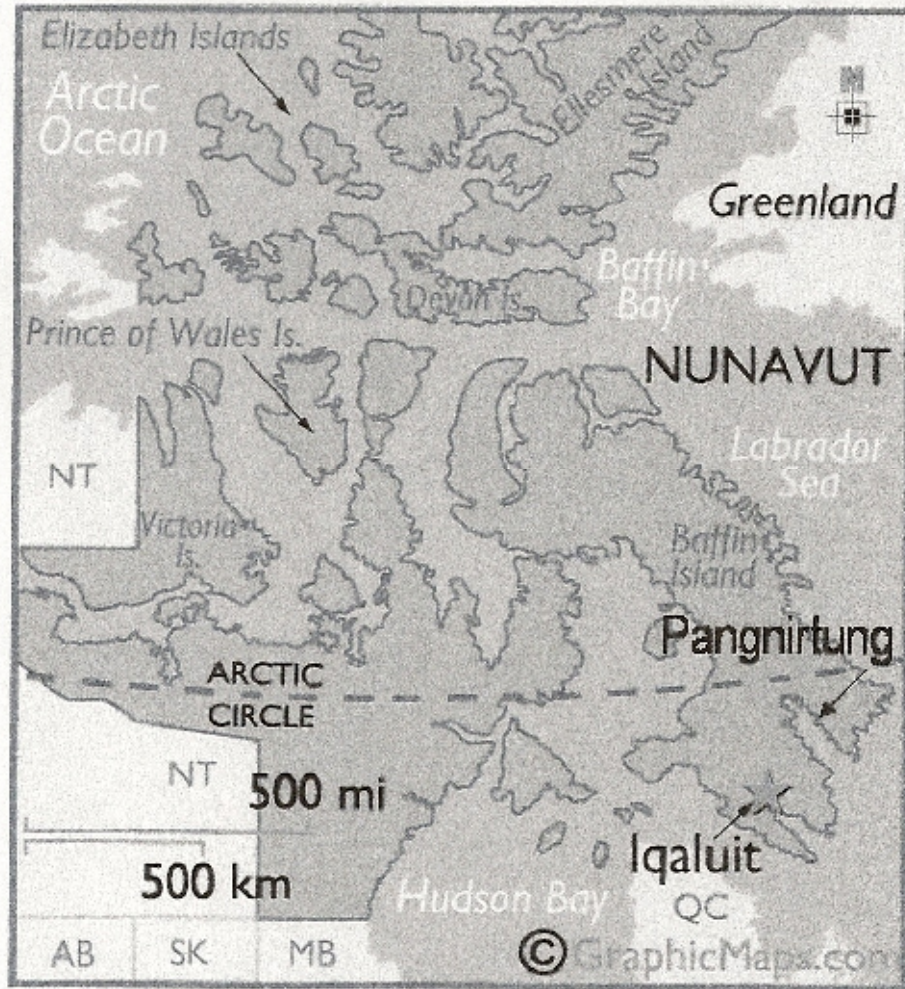 Elizabeth Islands
Arctic
Ocean
Ellesmere
Island
N
Greenland
Baffin
Bay
Devon Is.
Prince of Wales Is.
NUNAVUT
Labrador
Sea
NT
Victoria
Is.
Baffin
Island
Pangnirtung
ARCTIC
CIRCLE
NT
500 mi
500 km
Iqaluit
Hudson Bay
QC
AB
SK
MB
© GraphicMaps.com